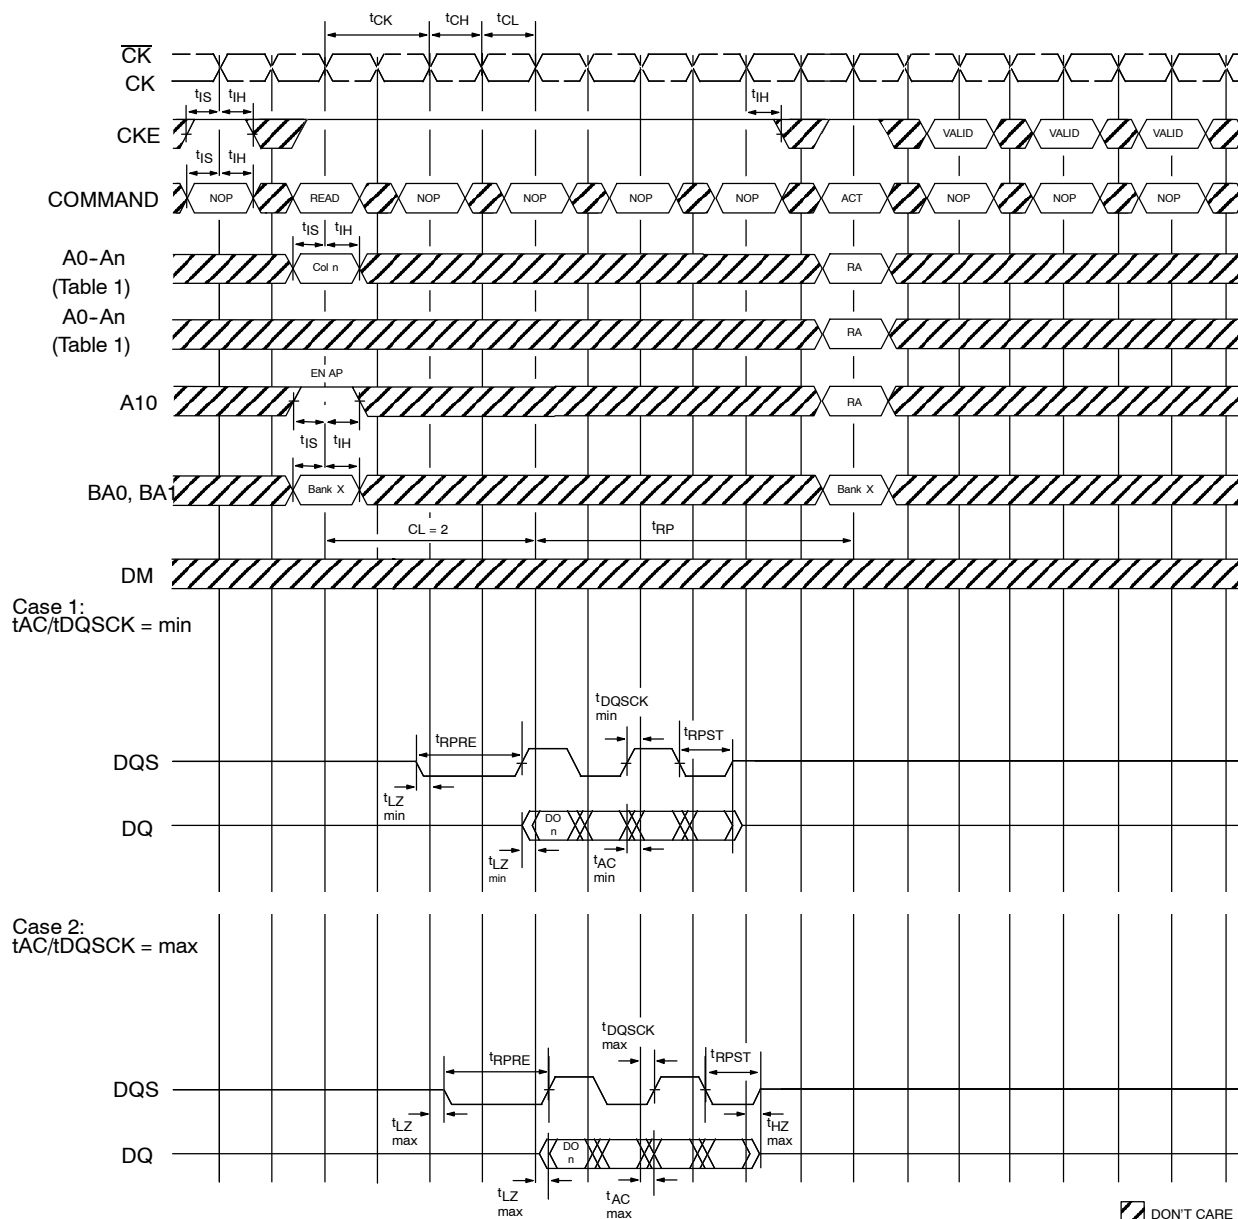 tCK tCH tCL
CK
CK
tIS tIH tIH
CKE VALID VALID VALID
tIS tIH
COMMAND NOP READ NOP NOP NOP NOP ACT NOP NOP NOP
tIS tIH
A0-An Col n RA
(Table 1)
A0-An RA
(Table 1)
EN AP
A10 RA
tIS tIH
BA0, BA1 Bank X Bank X
CL = 2 tRP
DM
Case 1:
tAC/tDQSCK = min
tDQSCK
min
tRPRE tRPST
DQS
tLZ
min
DQ DO
n
tLZ
min
tAC
min
Case 2:
tAC/tDQSCK = max
tDQSCK
max
tRPRE tRPST
DQS
tLZ
max
tHZ
max
DQ DO
n
tLZ
max
tAC
max
DON'T CARE